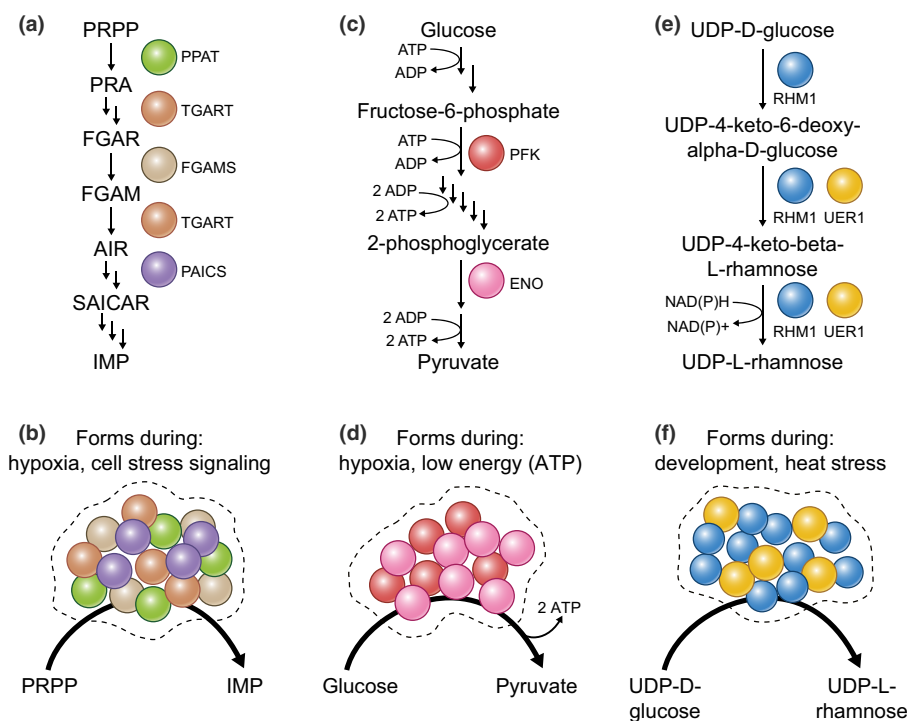 (a)
PRPP
PPAT
PRA
TGART
FGAR
FGAMS
FGAM
TGART
AIR
PAICS
SAICAR
IMP
(c)
Glucose
ATP
ADP
Fructose-6-phosphate
ATP
PFK
ADP
2 ADP
2 ATP
2-phosphoglycerate
ENO
2 ADP
2 ATP
Pyruvate
(e)
UDP-D-glucose
RHM1
UDP-4-keto-6-deoxy-
alpha-D-glucose
RHM1 UER1
UDP-4-keto-beta-
L-rhamnose
NAD(P)H
NAD(P)+
RHM1 UER1
UDP-L-rhamnose
(b)
Forms during:
hypoxia, cell stress signaling
PRPP
IMP
(d)
Forms during:
hypoxia, low energy (ATP)
2 ATP
Glucose
Pyruvate
(f)
Forms during:
development, heat stress
UDP-D-
glucose
UDP-L-
rhamnose